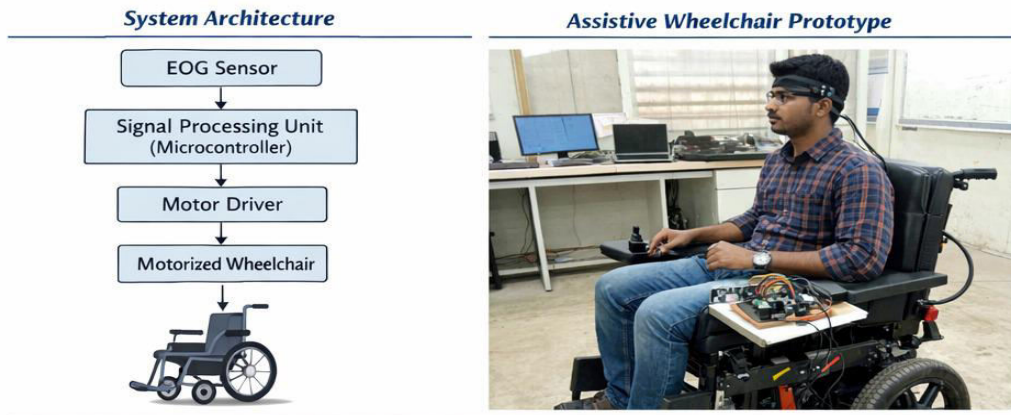 System Architecture
EOG Sensor
Signal Processing Unit
(Microcontroller)
Motor Driver
Motorized Wheelchair
Assistive Wheelchair Prototype